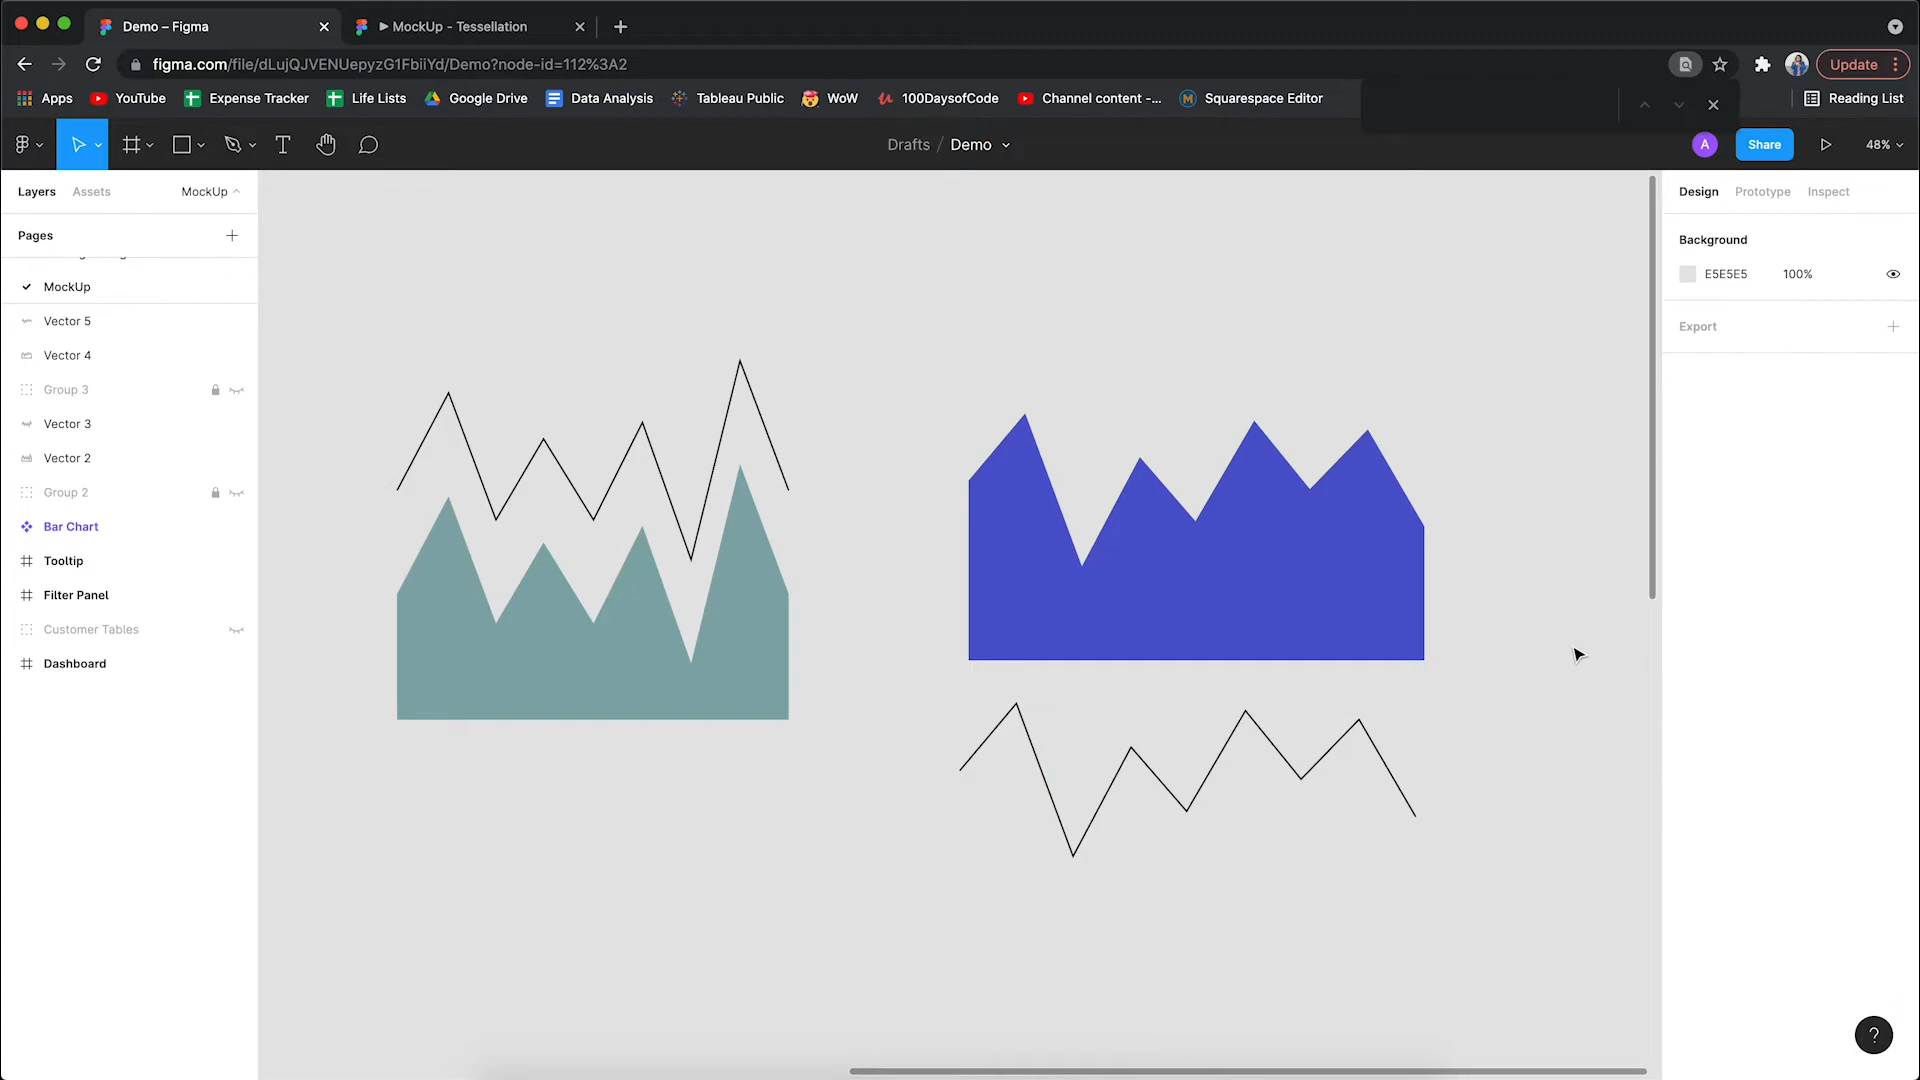 Demo – Figma
MockUp - Tessellation
figma.com/file/dLujQJVENUepyzG1FbiiYd/Demo?node-id=112%3A2
Update
Apps
YouTube
Expense Tracker
Life Lists
Google Drive
Data Analysis
Tableau Public
WoW
100DaysofCode
Channel content -...
Squarespace Editor
Reading List
Drafts / Demo
A
Share
48%
Layers
Assets
MockUp
Design
Prototype
Inspect
Pages
Background
E5E5E5
100%
MockUp
Export
Vector 5
Vector 4
Group 3
Vector 3
Vector 2
Group 2
Bar Chart
Tooltip
Filter Panel
Customer Tables
Dashboard
?